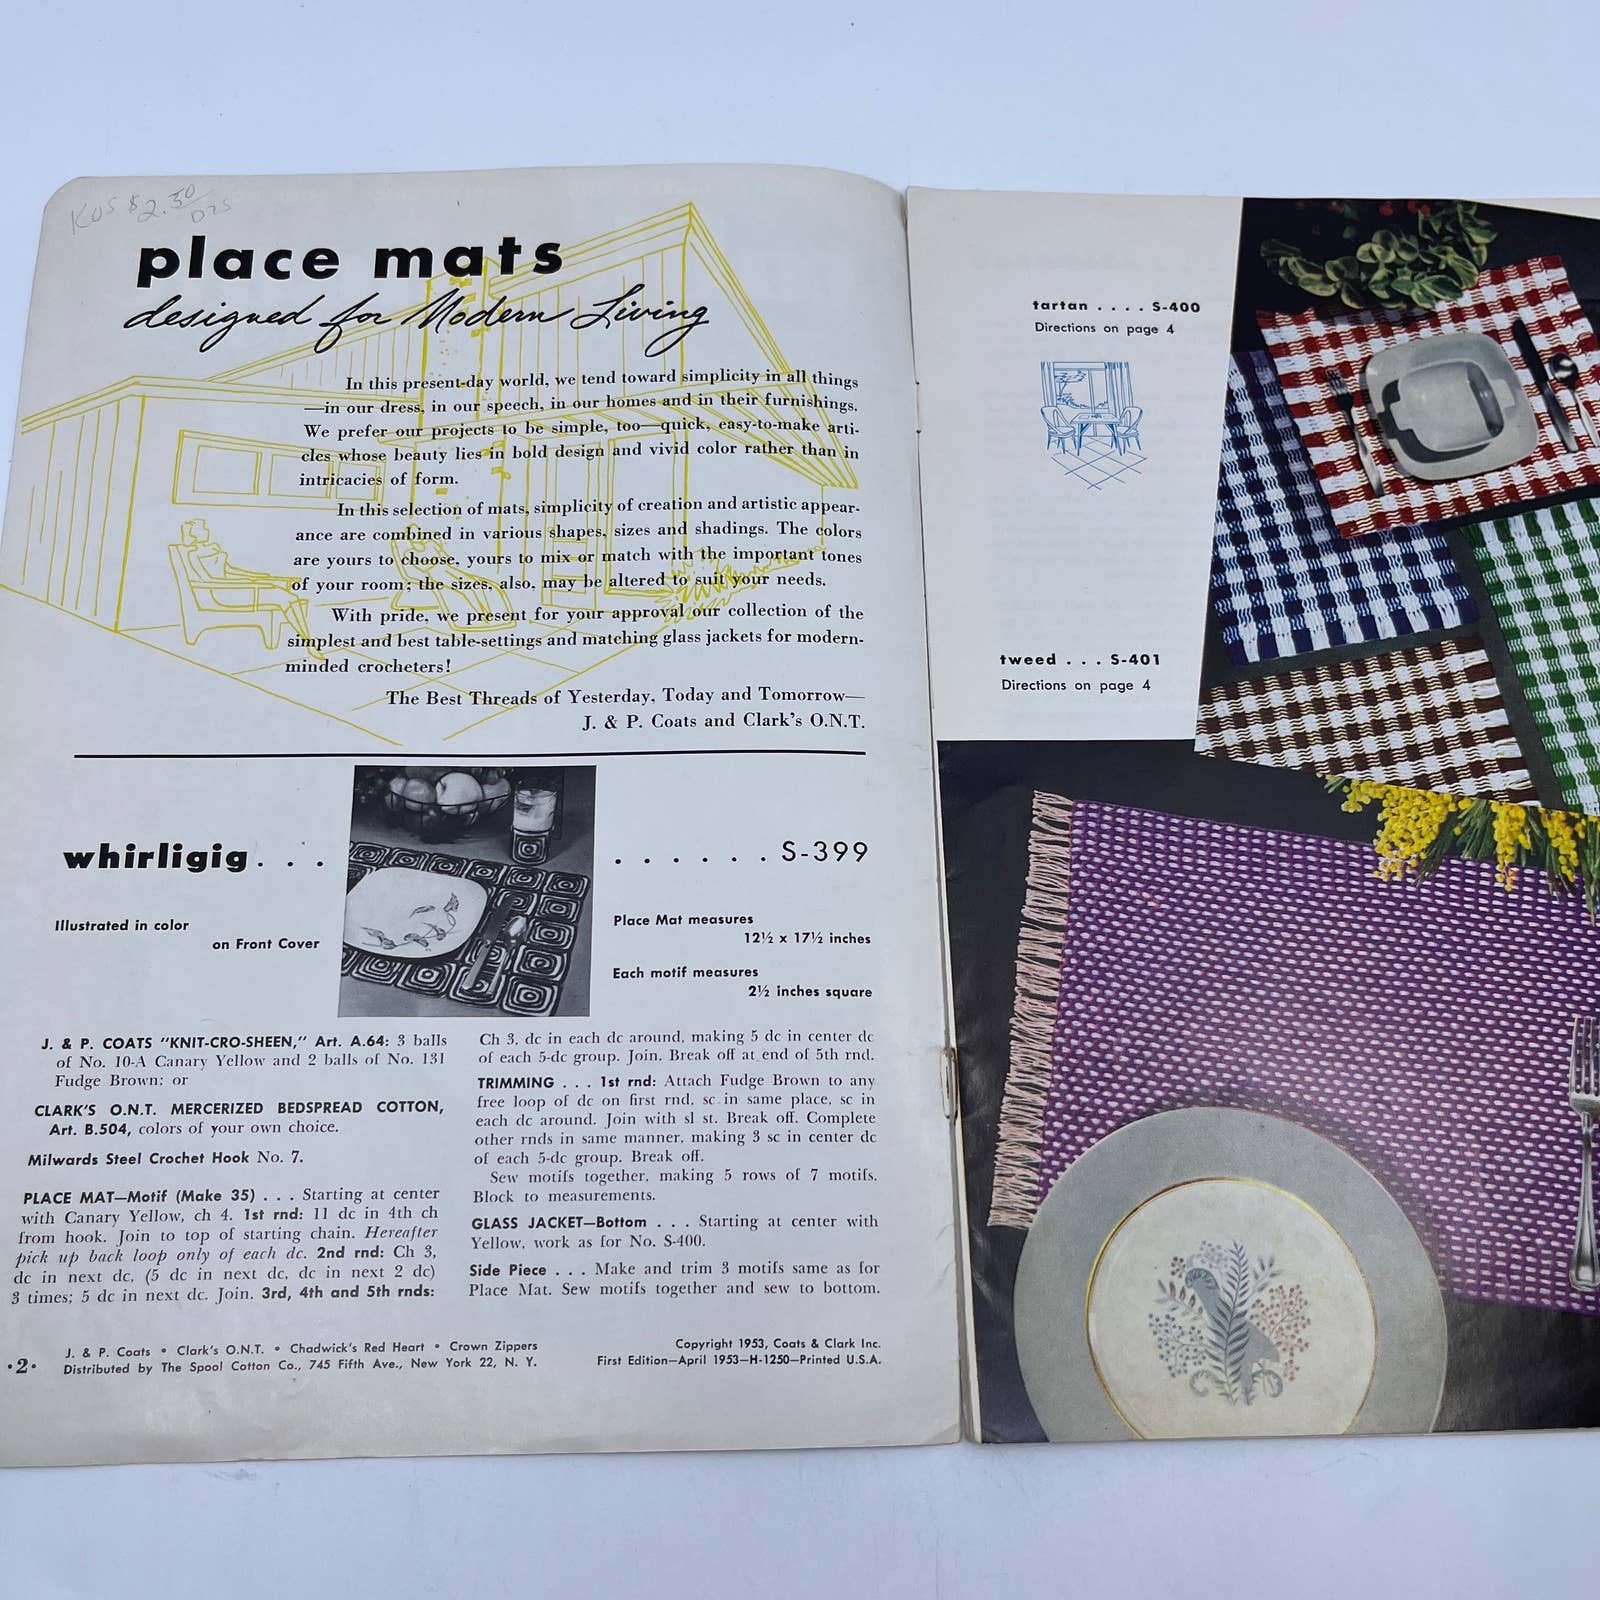 KUS $2.50
D2S
place mats
designed for Modern Living
In this present-day world, we tend toward simplicity in all things
—in our dress, in our speech, in our homes and in their furnishings.
We prefer our projects to be simple, too—quick, easy-to-make arti-
cles whose beauty lies in bold design and vivid color rather than in
intricacies of form.
In this selection of mats, simplicity of creation and artistic appear-
ance are combined in various shapes, sizes and shadings. The colors
are yours to choose, yours to mix or match with the important tones
of your room; the sizes, also, may be altered to suit your needs.
With pride, we present for your approval our collection of the
simplest and best table-settings and matching glass jackets for modern-
minded crocheters!
The Best Threads of Yesterday, Today and Tomorrow—
J. & P. Coats and Clark's O.N.T.
whirligig . . . . . . . . . S-399
Illustrated in color
on Front Cover
Place Mat measures
12½ x 17½ inches
Each motif measures
2½ inches square
J. & P. COATS "KNIT-CRO-SHEEN," Art. A.64: 3 balls
of No. 10-A Canary Yellow and 2 balls of No. 131
Fudge Brown; or
CLARK'S O.N.T. MERCERIZED BEDSPREAD COTTON,
Art. B.504, colors of your own choice.
Milwards Steel Crochet Hook No. 7.
PLACE MAT—Motif (Make 35) . . . Starting at center
with Canary Yellow, ch 4. 1st rnd: 11 dc in 4th ch
from hook. Join to top of starting chain. Hereafter
pick up back loop only of each dc. 2nd rnd: Ch 3,
dc in next dc, (5 dc in next dc, dc in next 2 dc)
3 times; 5 dc in next dc. Join. 3rd, 4th and 5th rnds:
Ch 3, dc in each dc around, making 5 dc in center dc
of each 5-dc group. Join. Break off at end of 5th rnd.
TRIMMING . . . 1st rnd: Attach Fudge Brown to any
free loop of dc on first rnd, sc in same place, sc in
each dc around. Join with sl st. Break off. Complete
other rnds in same manner, making 3 sc in center dc
of each 5-dc group. Break off.
Sew motifs together, making 5 rows of 7 motifs.
Block to measurements.
GLASS JACKET—Bottom . . . Starting at center with
Yellow, work as for No. S-400.
Side Piece . . . Make and trim 3 motifs same as for
Place Mat. Sew motifs together and sew to bottom.
•2•
J. & P. Coats • Clark's O.N.T. • Chadwick's Red Heart • Crown Zippers
Distributed by The Spool Cotton Co., 745 Fifth Ave., New York 22, N. Y.
Copyright 1953, Coats & Clark Inc.
First Edition—April 1953—H-1250—Printed U.S.A.
tartan . . . . S-400
Directions on page 4
tweed . . . S-401
Directions on page 4